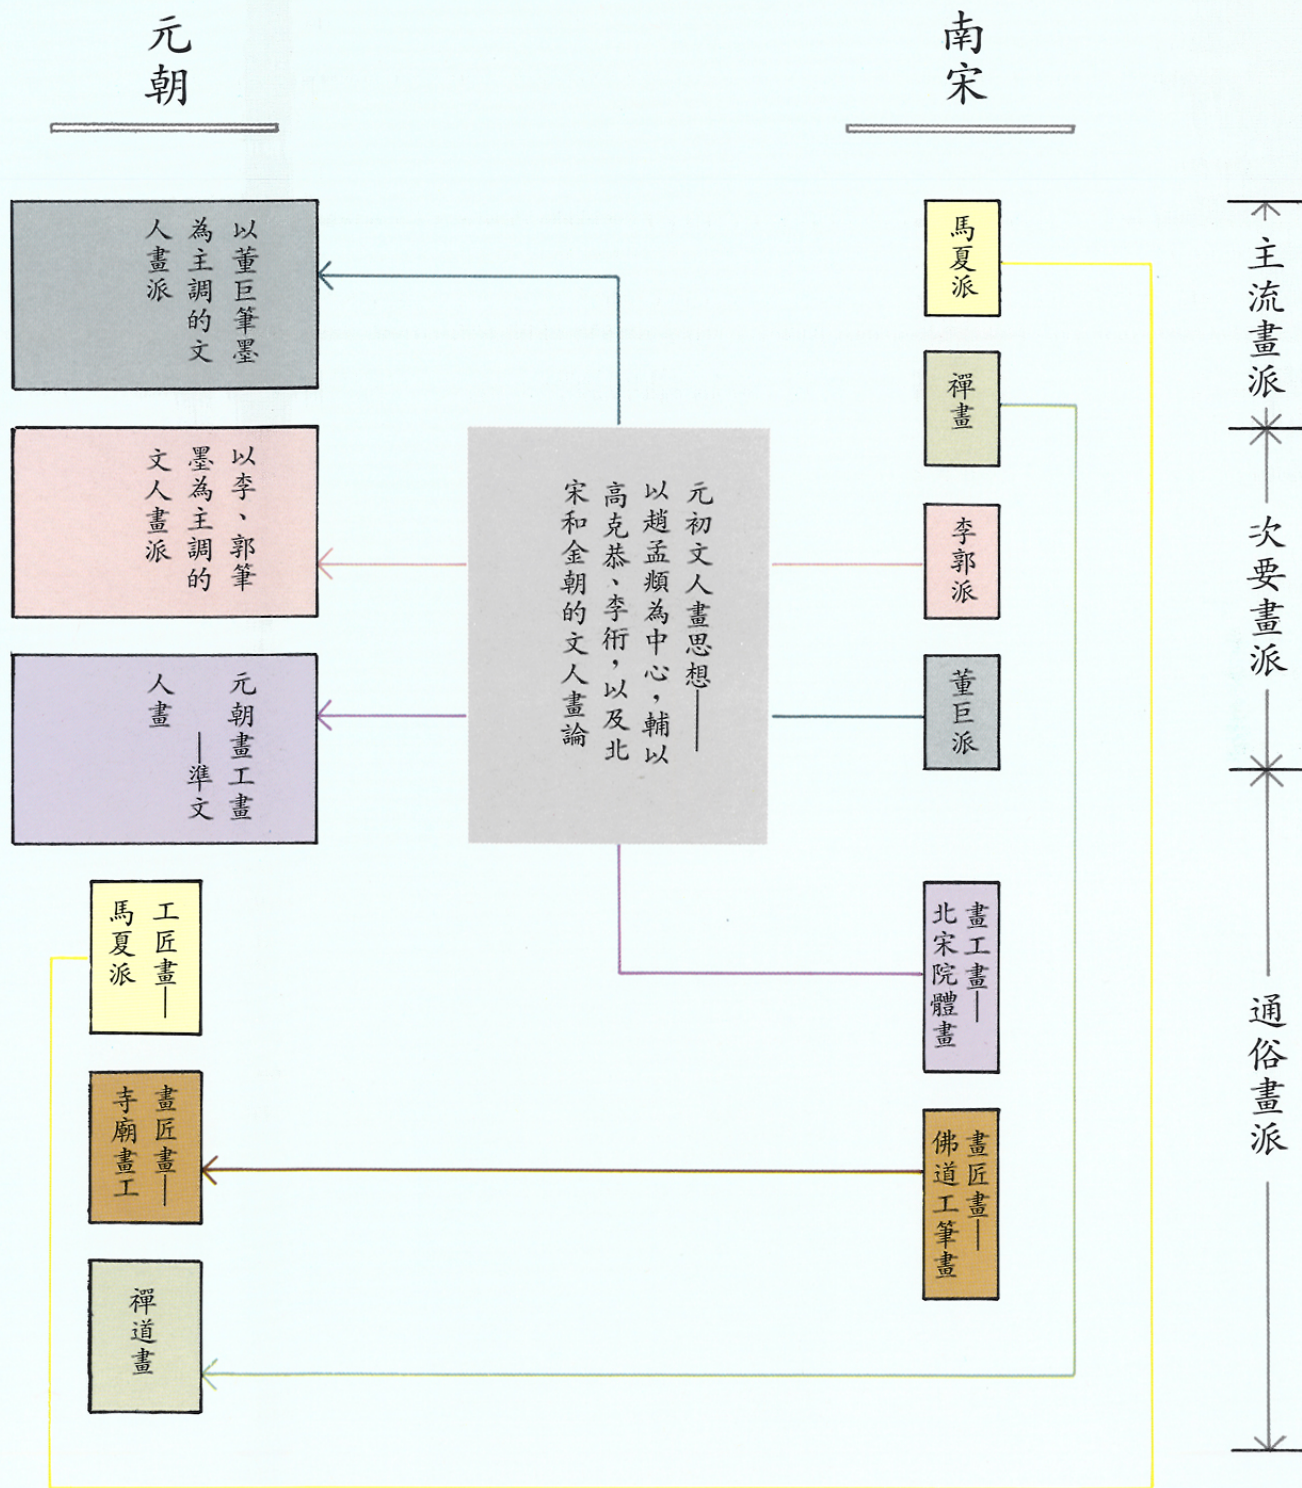 主流畫派
次要畫派
通俗畫派
南宋
馬夏派
禪畫
李郭派
董巨派
畫工畫——
北宋院體畫
畫匠畫——
佛道工筆畫
元初文人畫思想——
以趙孟頫為中心，輔以
高克恭、李衎，以及北
宋和金朝的文人畫論
元朝
以董巨筆墨
為主調的文
人畫派
以李、郭筆
墨為主調的
文人畫派
元朝畫工畫
——準文
人畫
工匠畫——
馬夏派
畫匠畫——
寺廟畫工
禪道畫